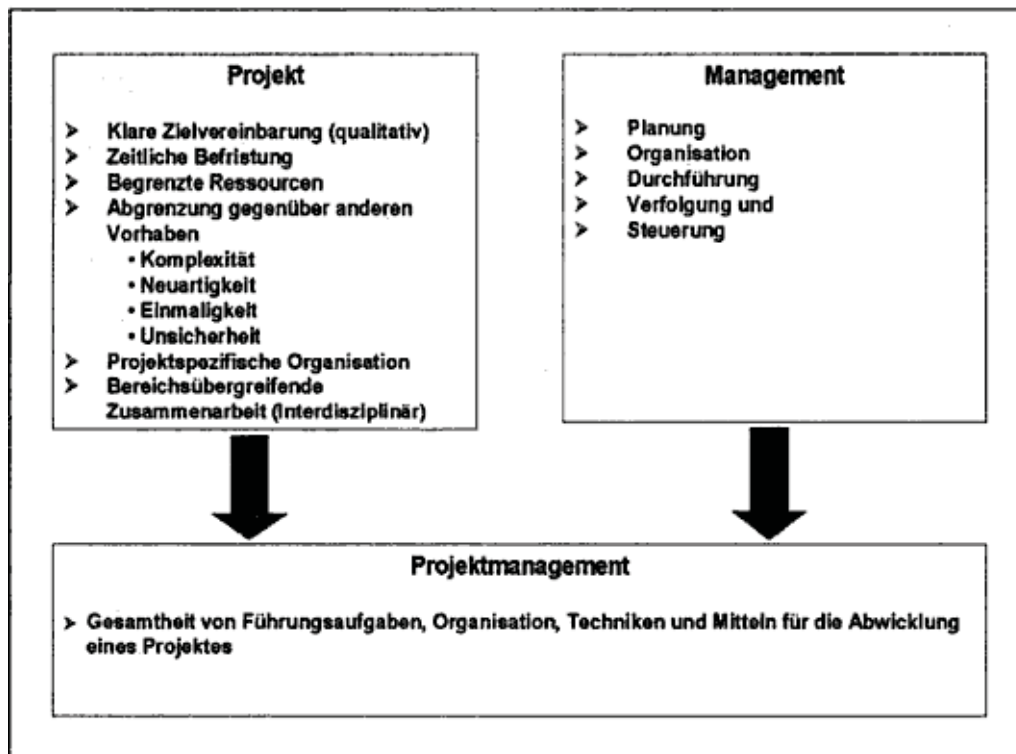 Projekt
➢ Klare Zielvereinbarung (qualitativ)
➢ Zeitliche Befristung
➢ Begrenzte Ressourcen
➢ Abgrenzung gegenüber anderen
Vorhaben
• Komplexität
• Neuartigkeit
• Einmaligkeit
• Unsicherheit
➢ Projektspezifische Organisation
➢ Bereichsübergreifende
Zusammenarbeit (Interdisziplinär)
Management
➢ Planung
➢ Organisation
➢ Durchführung
➢ Verfolgung und
➢ Steuerung
Projektmanagement
➢ Gesamtheit von Führungsaufgaben, Organisation, Techniken und Mitteln für die Abwicklung
eines Projektes